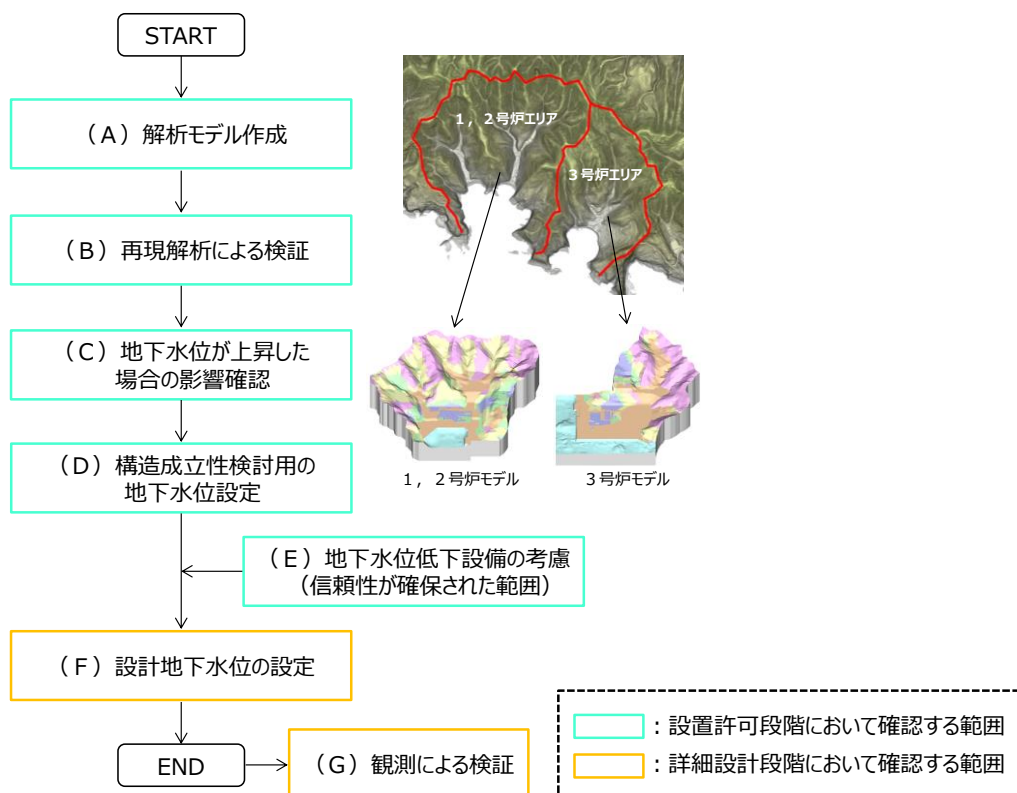 START
（A）解析モデル作成
（B）再現解析による検証
（C）地下水位が上昇した
場合の影響確認
（D）構造成立性検討用の
地下水位設定
（E）地下水位低下設備の考慮
（信頼性が確保された範囲）
（F）設計地下水位の設定
END
（G）観測による検証
1，2号炉エリア
3号炉エリア
1，2号炉モデル
3号炉モデル
：設置許可段階において確認する範囲
：詳細設計段階において確認する範囲